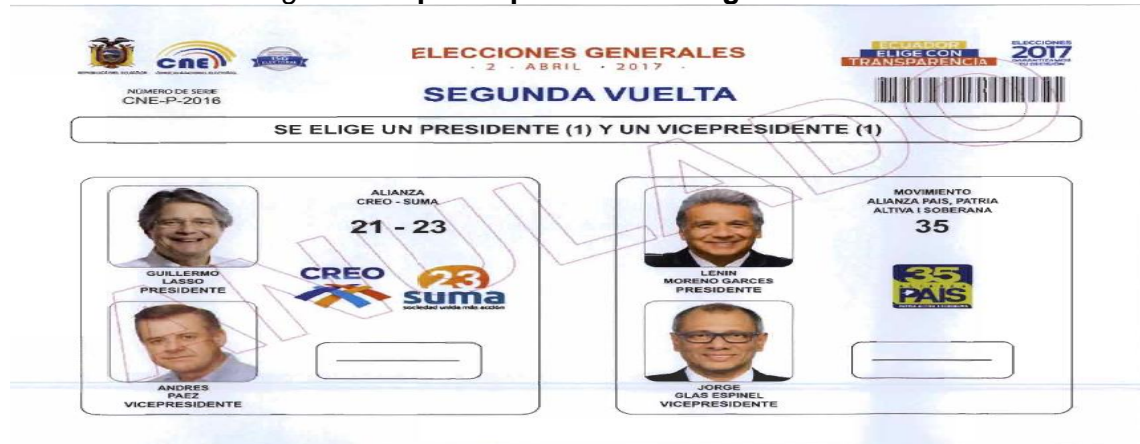 ELECCIONES GENERALES
- 2 - ABRIL - 2017 -
ECUADOR
ELIGE CON
TRANSPARENCIA
ELECCIONES
2017
cne
NÚMERO DE SERIE
CNE-P-2016
SEGUNDA VUELTA
SE ELIGE UN PRESIDENTE (1) Y UN VICEPRESIDENTE (1)
ANULADO
ALIANZA
CREO - SUMA
21 - 23
GUILLERMO
LASSO
PRESIDENTE
CREO
23
suma
sociedad unida más acción
ANDRES
PAEZ
VICEPRESIDENTE
MOVIMIENTO
ALIANZA PAIS, PATRIA
ALTIVA I SOBERANA
35
LENIN
MORENO GARCES
PRESIDENTE
35
PAIS
JORGE
GLAS ESPINEL
VICEPRESIDENTE